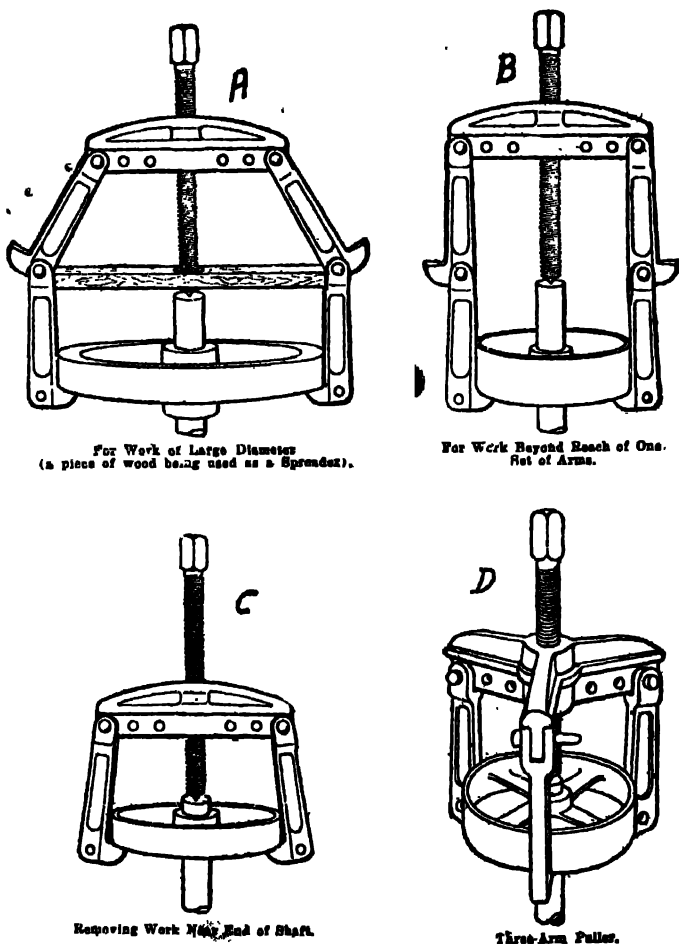 A
B
For Work of Large Diameter
(a piece of wood being used as a Spreader).
For Work Beyond Reach of One.
Set of Arms.
C
D
Removing Work Near End of Shaft.
Three-Arm Puller.